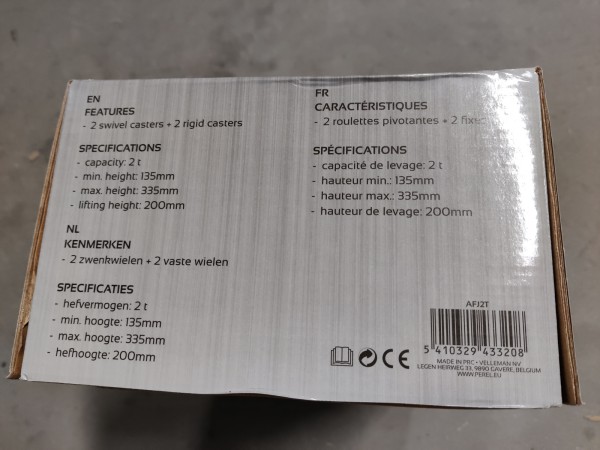 EN
FEATURES
- 2 swivel casters + 2 rigid casters
SPECIFICATIONS
- capacity: 2 t
- min. height: 135mm
- max. height: 335mm
- lifting height: 200mm
NL
KENMERKEN
- 2 zwenkwielen + 2 vaste wielen
SPECIFICATIES
- hefvermogen: 2 t
- min. hoogte: 135mm
- max. hoogte: 335mm
- hefhoogte: 200mm
FR
CARACTÉRISTIQUES
- 2 roulettes pivotantes + 2
SPÉCIFICATIONS
- capacité de levage: 2 t
- hauteur min.: 135mm
- hauteur max.: 335mm
- hauteur de levage: 200mm
AFJ2T
5 410329 433208
CE
MADE IN PRC • VELLEMAN NV
LEGEN HEIRWEG 33, 9890 GAVERE, BELGIUM
WWW.PEREL.EU